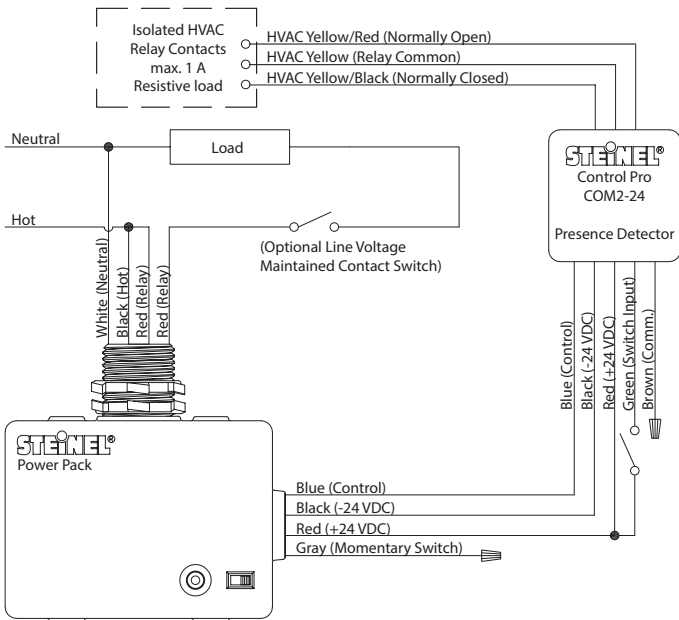 Isolated HVAC
Relay Contacts
max. 1 A
Resistive load
HVAC Yellow/Red (Normally Open)
HVAC Yellow (Relay Common)
HVAC Yellow/Black (Normally Closed)
Neutral
Load
Hot
(Optional Line Voltage
Maintained Contact Switch)
STEINEL®
Control Pro
COM2-24
Presence Detector
White (Neutral)
Black (Hot)
Red (Relay)
Red (Relay)
Blue (Control)
Black (-24 VDC)
Red (+24 VDC)
Green (Switch Input)
Brown (Comm.)
STEINEL®
Power Pack
Blue (Control)
Black (-24 VDC)
Red (+24 VDC)
Gray (Momentary Switch)